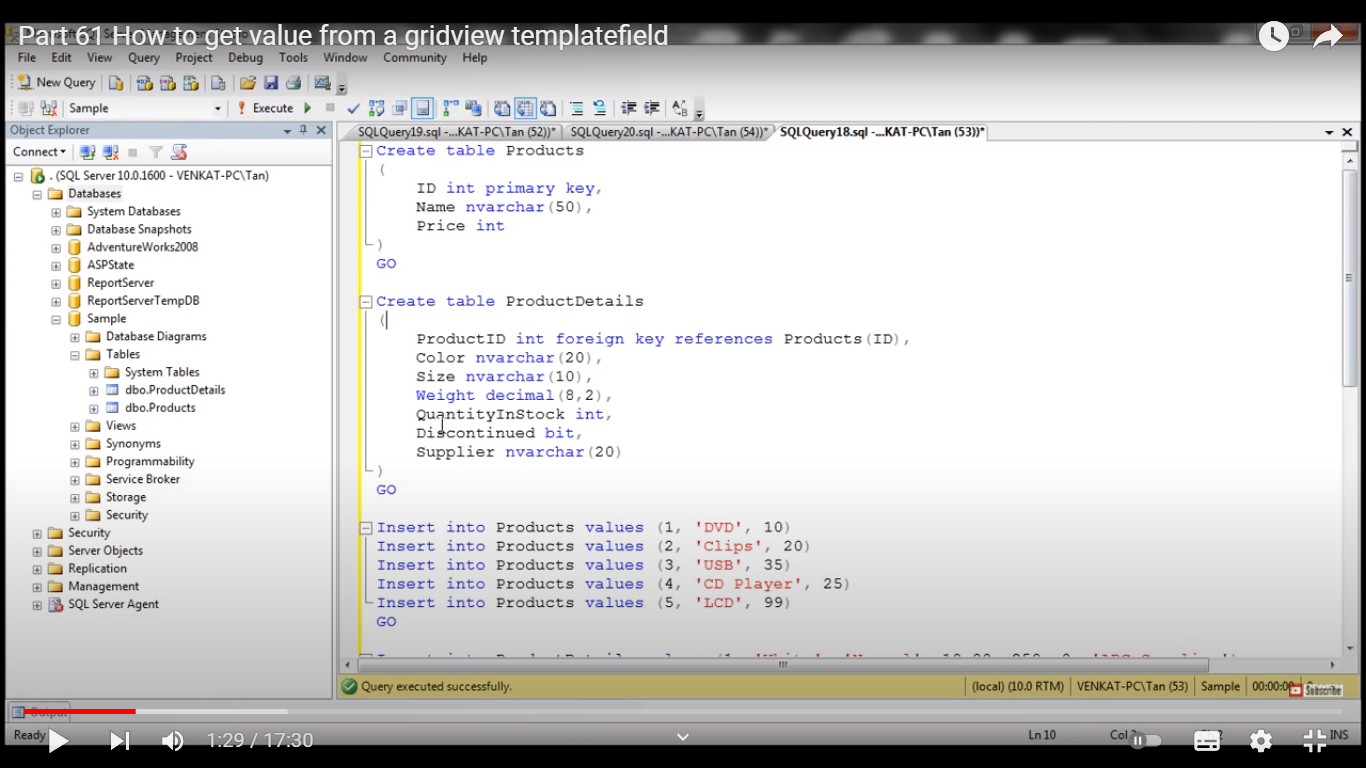 Part 61 How to get value from a gridview templatefield
File Edit View Query Project Debug Tools Window Community Help
New Query
Sample Execute
Object Explorer
SQLQuery19.sql -...KAT-PC\Tan (52))* SQLQuery20.sql -...KAT-PC\Tan (54))* SQLQuery18.sql -...KAT-PC\Tan (53))*
Connect
. (SQL Server 10.0.1600 - VENKAT-PC\Tan)
Databases
System Databases
Database Snapshots
AdventureWorks2008
ASPState
ReportServer
ReportServerTempDB
Sample
Database Diagrams
Tables
System Tables
dbo.ProductDetails
dbo.Products
Views
Synonyms
Programmability
Service Broker
Storage
Security
Security
Server Objects
Replication
Management
SQL Server Agent
Create table Products
(
ID int primary key,
Name nvarchar(50),
Price int
)
GO
Create table ProductDetails
(
ProductID int foreign key references Products(ID),
Color nvarchar(20),
Size nvarchar(10),
Weight decimal(8,2),
QuantityInStock int,
Discontinued bit,
Supplier nvarchar(20)
)
GO
Insert into Products values (1, 'DVD', 10)
Insert into Products values (2, 'Clips', 20)
Insert into Products values (3, 'USB', 35)
Insert into Products values (4, 'CD Player', 25)
Insert into Products values (5, 'LCD', 99)
GO
Query executed successfully. (local) (10.0 RTM) VENKAT-PC\Tan (53) Sample 00:00:00
Subscribe
Output
Ready Ln 10 Col INS
1:29 / 17:30